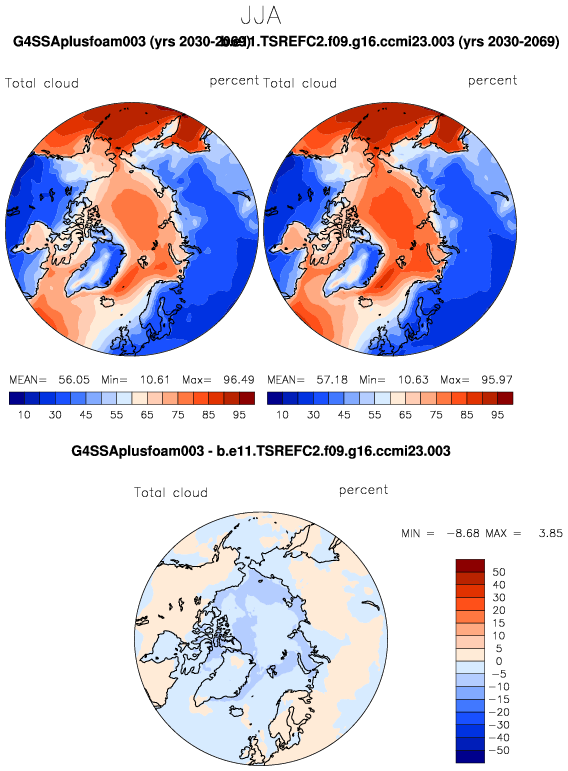 JJA
G4SSAplusfoam003 (yrs 2030-2069) b.e11.TSREFC2.f09.g16.ccmi23.003 (yrs 2030-2069)
Total cloud percent Total cloud percent
MEAN= 56.05 Min= 10.61 Max= 96.49 MEAN= 57.18 Min= 10.63 Max= 95.97
10 30 45 55 65 75 85 95 10 30 45 55 65 75 85 95
G4SSAplusfoam003 - b.e11.TSREFC2.f09.g16.ccmi23.003
Total cloud percent
MIN = -8.68 MAX = 3.85
50
40
30
20
15
10
5
0
-5
-10
-15
-20
-30
-40
-50